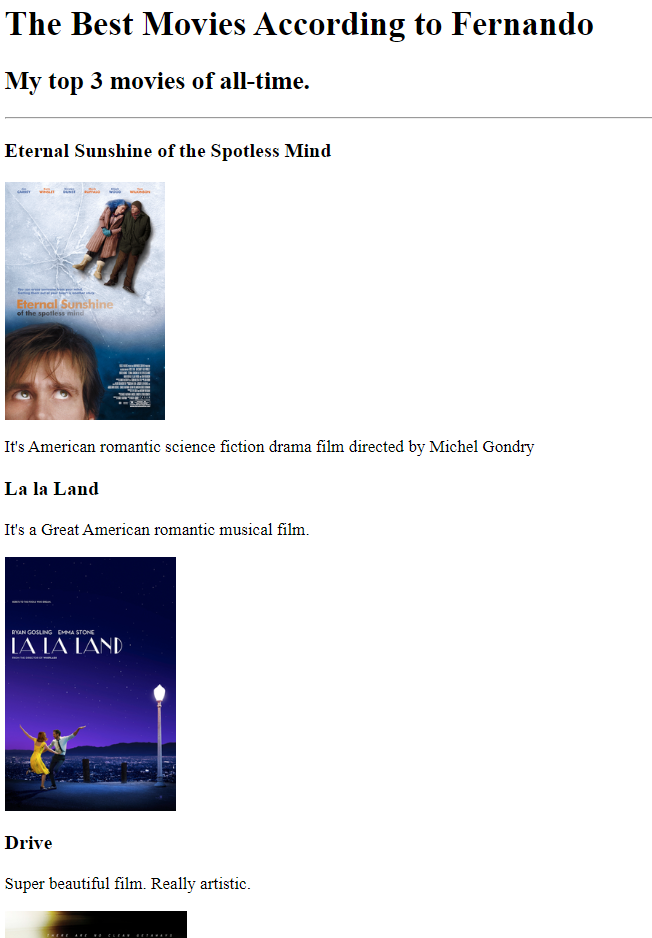 The Best Movies According to Fernando
My top 3 movies of all-time.
Eternal Sunshine of the Spotless Mind
Eternal Sunshine
of the spotless mind
It's American romantic science fiction drama film directed by Michel Gondry
La la Land
It's a Great American romantic musical film.
RYAN GOSLING EMMA STONE
LA LA LAND
Drive
Super beautiful film. Really artistic.
THERE ARE NO CLEAN GETAWAYS